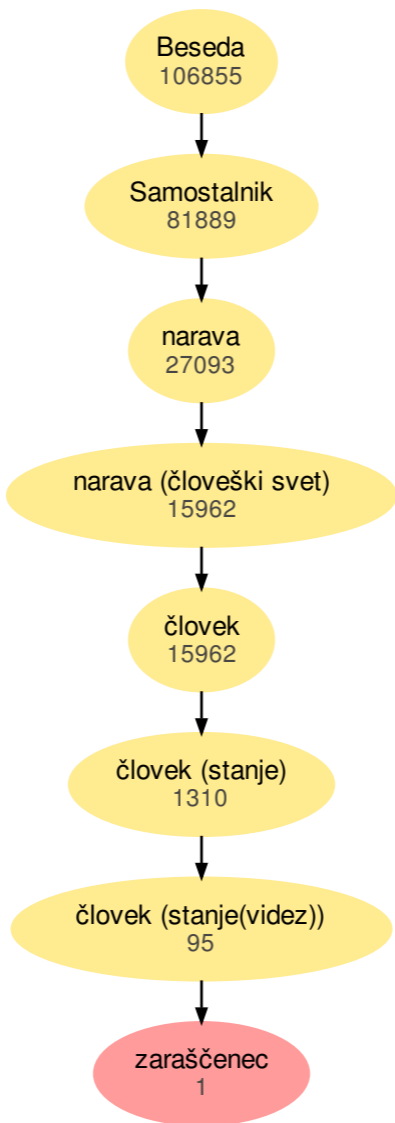 Beseda
106855
Samostalnik
81889
narava
27093
narava (človeški svet)
15962
človek
15962
človek (stanje)
1310
človek (stanje(videz))
95
zaraščenec
1